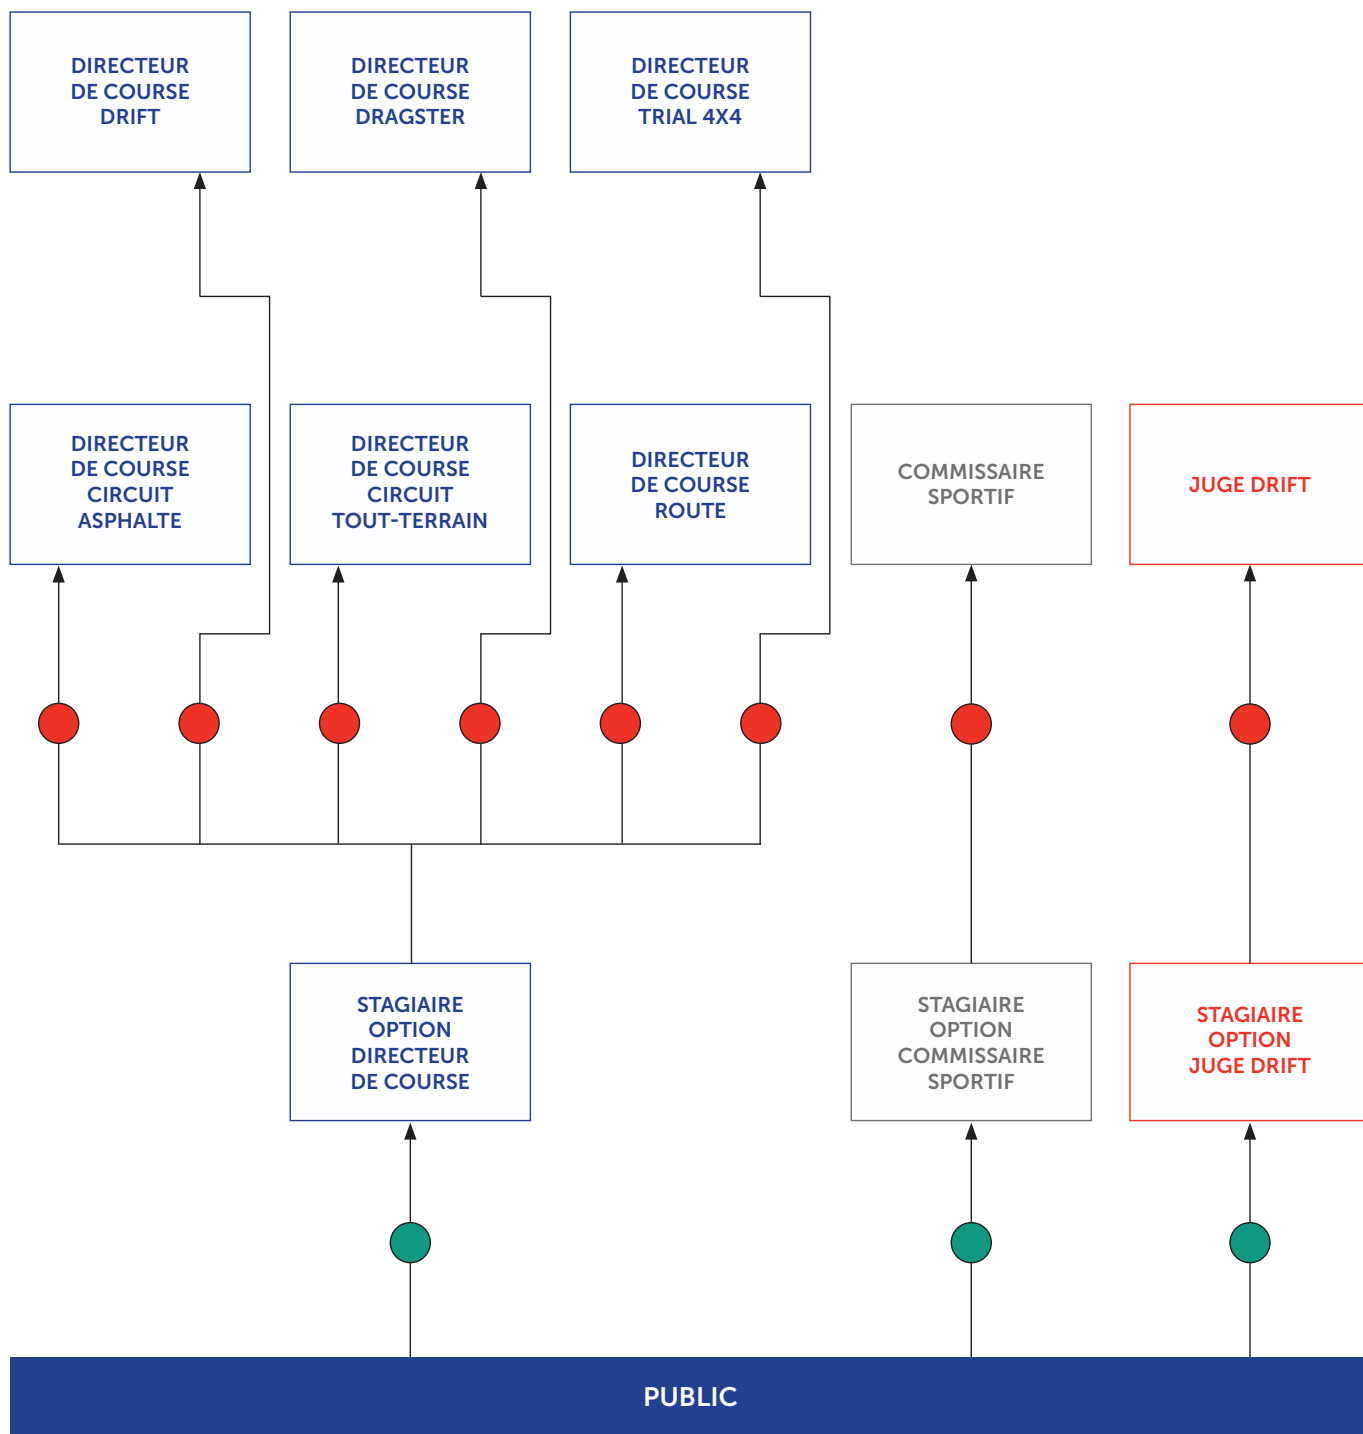 DIRECTEUR
DE COURSE
DRIFT
DIRECTEUR
DE COURSE
DRAGSTER
DIRECTEUR
DE COURSE
TRIAL 4X4
DIRECTEUR
DE COURSE
CIRCUIT
ASPHALTE
DIRECTEUR
DE COURSE
CIRCUIT
TOUT-TERRAIN
DIRECTEUR
DE COURSE
ROUTE
COMMISSAIRE
SPORTIF
JUGE DRIFT
STAGIAIRE
OPTION
DIRECTEUR
DE COURSE
STAGIAIRE
OPTION
COMMISSAIRE
SPORTIF
STAGIAIRE
OPTION
JUGE DRIFT
PUBLIC